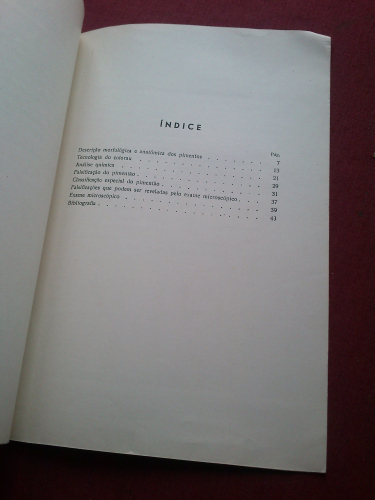 ÍNDICE
Pág.
Descrição morfológica e anatómica dos pimentos 7
Tecnologia do colorau 13
Análise química 21
Falsificação do pimentão 29
Classificação especial do pimentão 31
Falsificações que podem ser reveladas pelo exame microscópico 37
Exame microscópico 39
Bibliografia 43